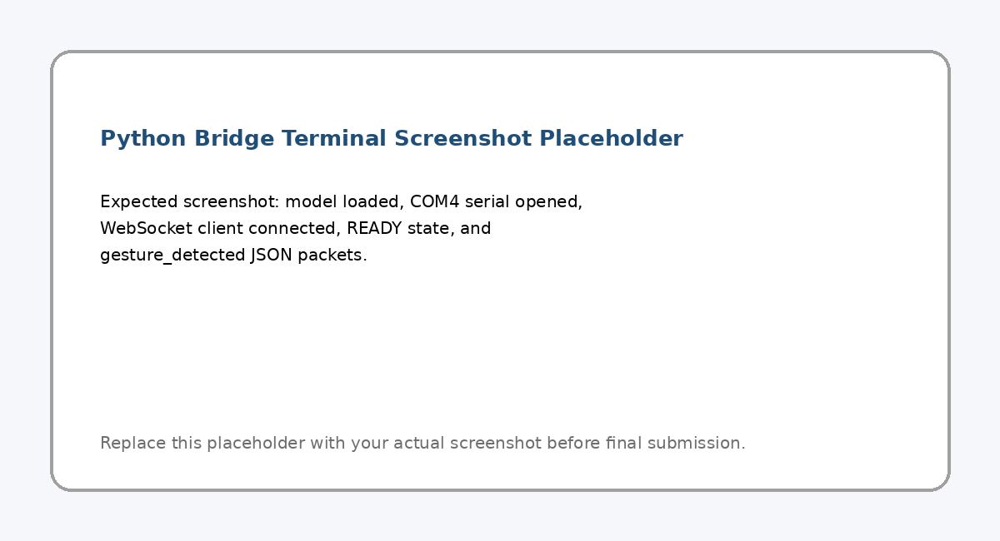 Python Bridge Terminal Screenshot Placeholder
Expected screenshot: model loaded, COM4 serial opened,
WebSocket client connected, READY state, and
gesture_detected JSON packets.
Replace this placeholder with your actual screenshot before final submission.